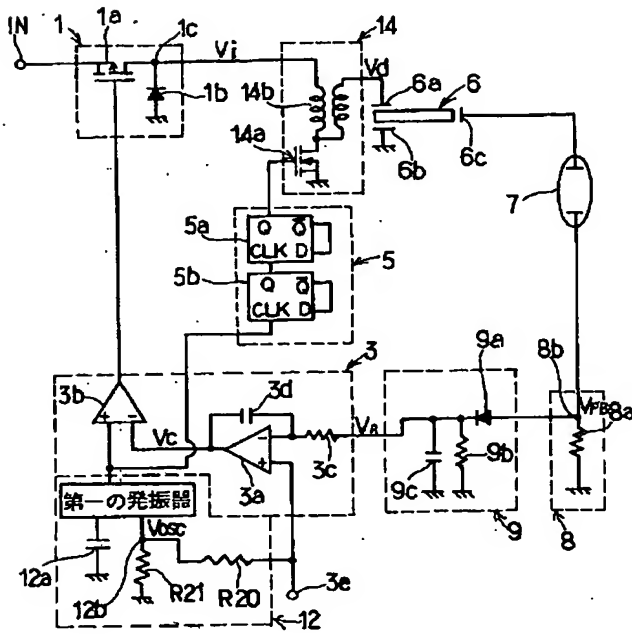 IN
1
1a
1c
Vi
1b
14
14b
14a
Vd
6a
6
6b
6c
7
5a
Q
Q̅
CLK
D
5b
Q
Q̅
CLK
D
5
3
3b
+
-
Vc
3d
-
+
3a
3c
VR
9a
9b
9c
9
8b
VFB
8a
8
第一の発振器
12a
Vosc
12b
R21
R20
3e
12